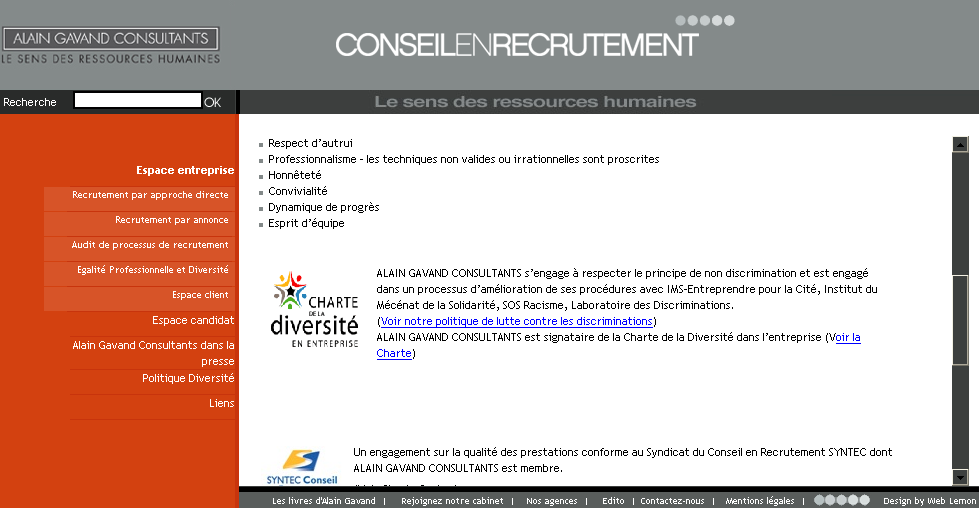 ALAIN GAVAND CONSULTANTS
LE SENS DES RESSOURCES HUMAINES
CONSEILENRECRUTEMENT
Recherche
OK
Le sens des ressources humaines
Espace entreprise
Recrutement par approche directe
Recrutement par annonce
Audit de processus de recrutement
Egalité Professionnelle et Diversité
Espace client
Espace candidat
Alain Gavand Consultants dans la
presse
Politique Diversité
Liens
Respect d'autrui
Professionnalisme - les techniques non valides ou irrationnelles sont proscrites
Honnêteté
Convivialité
Dynamique de progrès
Esprit d'équipe
CHARTE
DE LA
diversité
EN ENTREPRISE
ALAIN GAVAND CONSULTANTS s'engage à respecter le principe de non discrimination et est engagé
dans un processus d'amélioration de ses procédures avec IMS-Entreprendre pour la Cité, Institut du
Mécénat de la Solidarité, SOS Racisme, Laboratoire des Discriminations.
(Voir notre politique de lutte contre les discriminations)
ALAIN GAVAND CONSULTANTS est signataire de la Charte de la Diversité dans l'entreprise (Voir la
Charte)
SYNTEC Conseil
Un engagement sur la qualité des prestations conforme au Syndicat du Conseil en Recrutement SYNTEC dont
ALAIN GAVAND CONSULTANTS est membre.
Les livres d'Alain Gavand | Rejoignez notre cabinet | Nos agences | Edito | Contactez-nous | Mentions légales | Design by Web Lemon